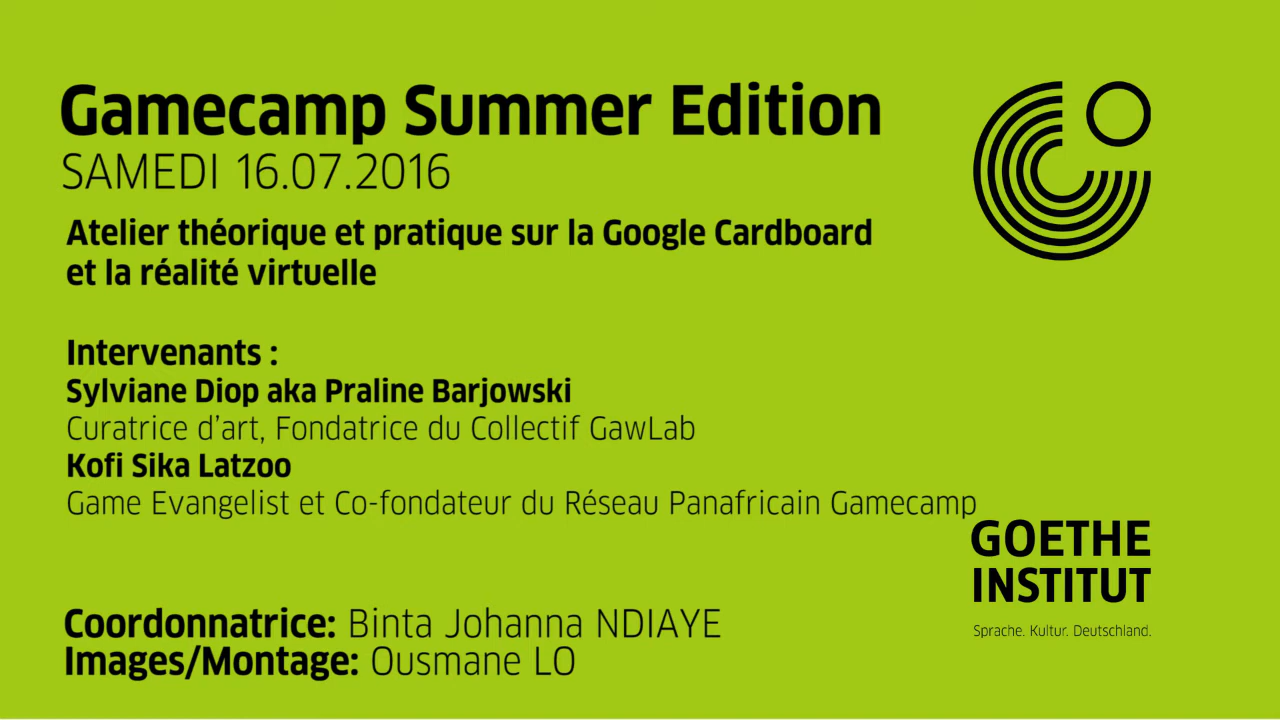 Gamecamp Summer Edition
SAMEDI 16.07.2016
Atelier théorique et pratique sur la Google Cardboard
et la réalité virtuelle
Intervenants :
Sylviane Diop aka Praline Barjowski
Curatrice d’art, Fondatrice du Collectif GawLab
Kofi Sika Latzoo
Game Evangelist et Co-fondateur du Réseau Panafricain Gamecamp
GOETHE
INSTITUT
Sprache. Kultur. Deutschland.
Coordonnatrice: Binta Johanna NDIAYE
Images/Montage: Ousmane LO